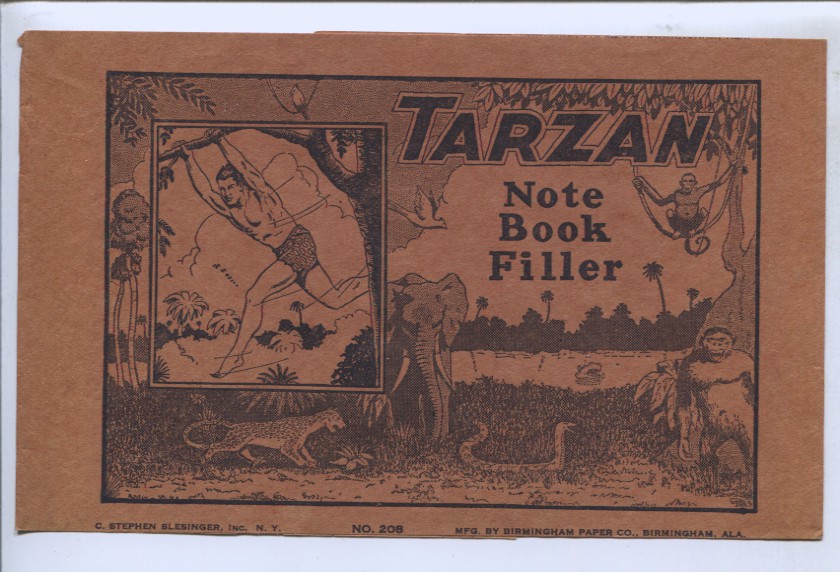 TARZAN
Note
Book
Filler
C. STEPHEN SLESINGER, INC. N. Y. NO. 208 MFG. BY BIRMINGHAM PAPER CO., BIRMINGHAM, ALA.